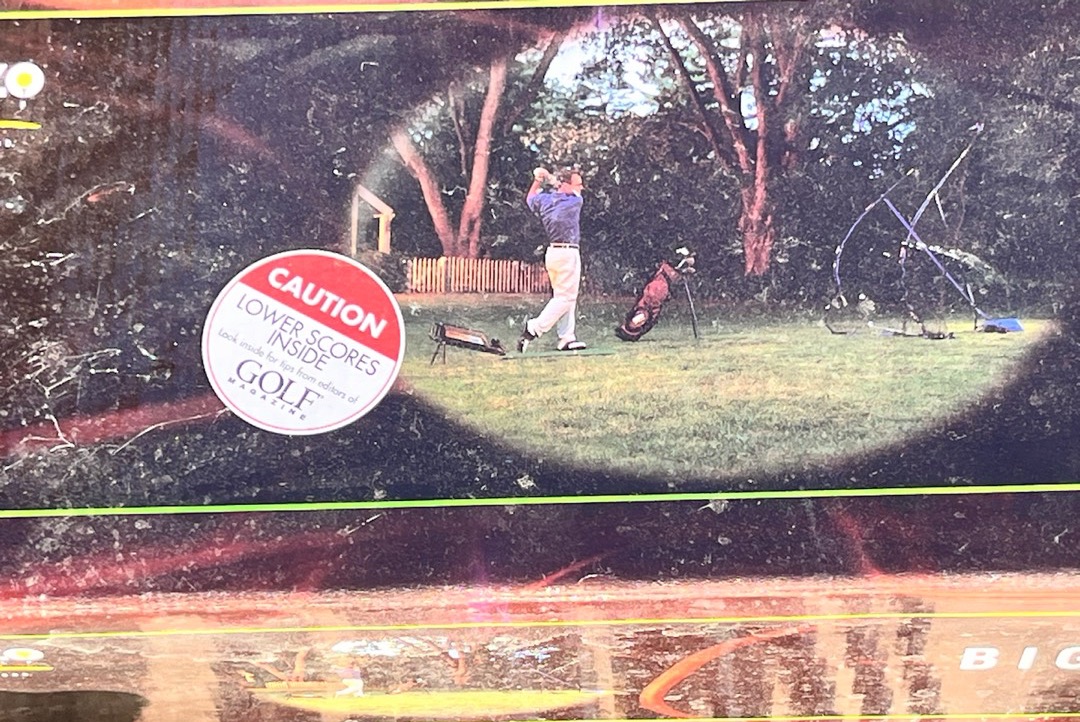 CAUTION
LOWER SCORES
INSIDE
Look inside for tips from editors of
GOLF
MAGAZINE
BIG